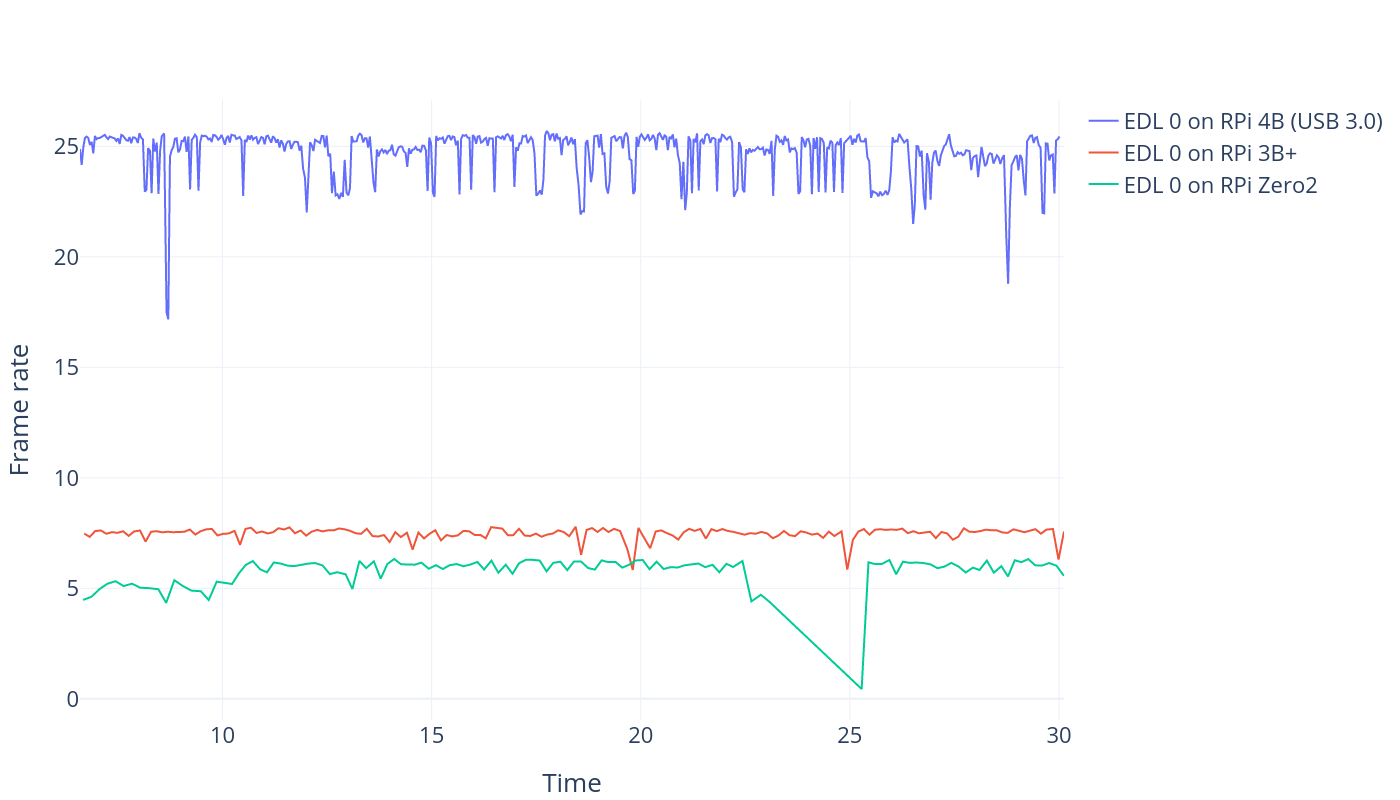 EDL 0 on RPi 4B (USB 3.0)
EDL 0 on RPi 3B+
EDL 0 on RPi Zero2
25
20
15
10
5
0
Frame rate
10 15 20 25 30
Time